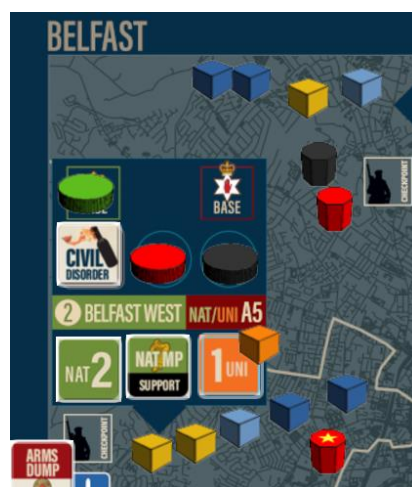 BELFAST
CHECKPOINT
BASE
CIVIL
DISORDER
2 BELFAST WEST NAT/UNI A5
NAT 2
NAT MP
SUPPORT
1 UNI
CHECKPOINT
ARMS
DUMP